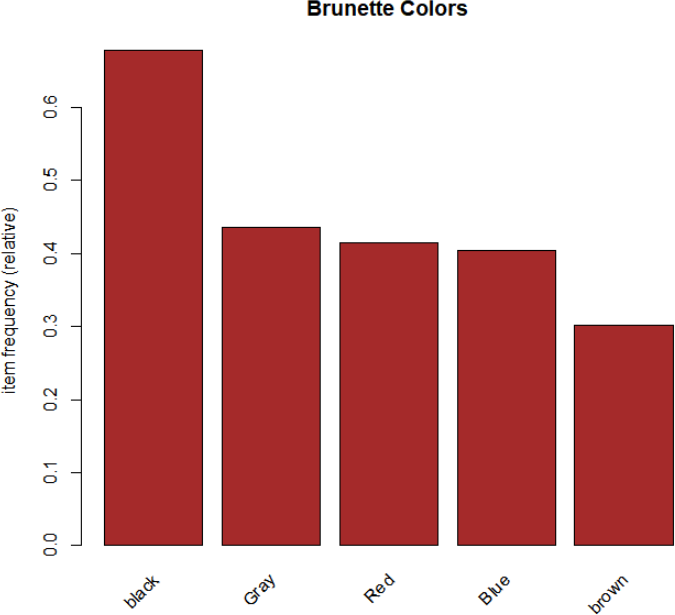 Brunette Colors
item frequency (relative)
0.6
0.5
0.4
0.3
0.2
0.1
0.0
black
Gray
Red
Blue
brown